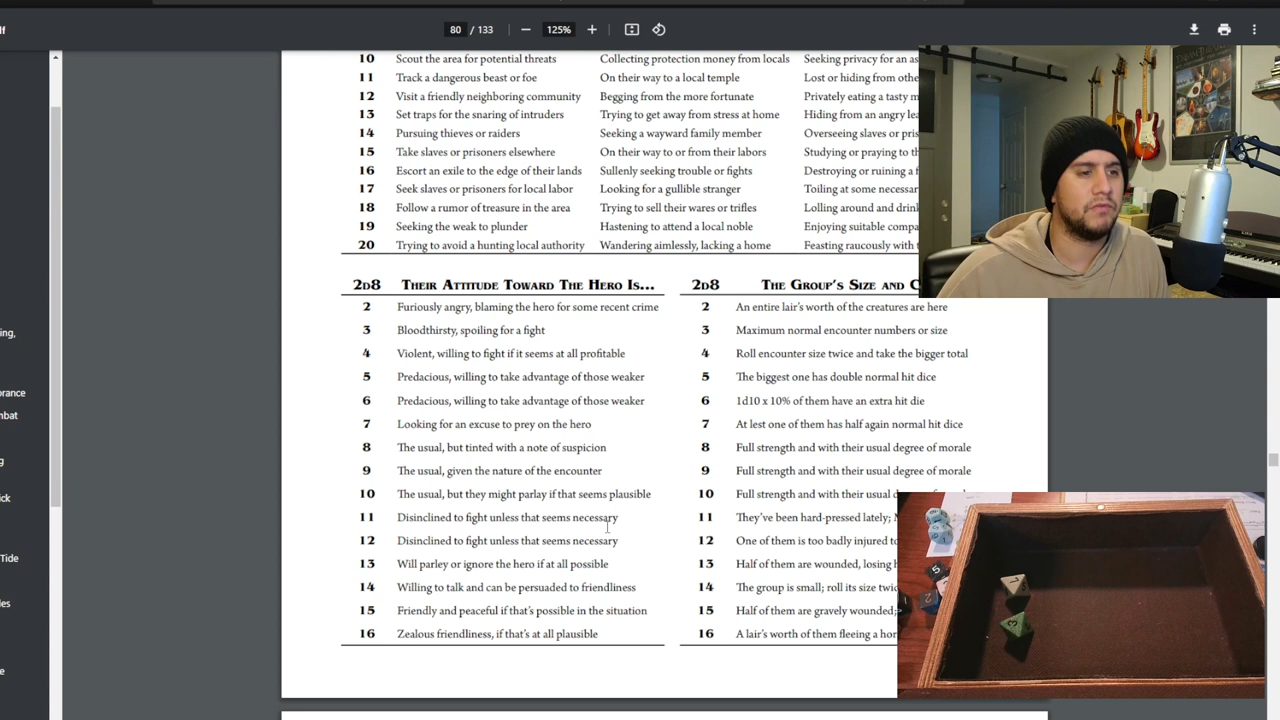 lf
80 / 133
125%
10 Scout the area for potential threats Collecting protection money from locals Seeking privacy for an as
11 Track a dangerous beast or foe On their way to a local temple Lost or hiding from othe
12 Visit a friendly neighboring community Begging from the more fortunate Privately eating a tasty m
13 Set traps for the snaring of intruders Trying to get away from stress at home Hiding from an angry lea
14 Pursuing thieves or raiders Seeking a wayward family member Overseeing slaves or pris
15 Take slaves or prisoners elsewhere On their way to or from their labors Studying or praying to th
16 Escort an exile to the edge of their lands Sullenly seeking trouble or fights Destroying or ruining a f
17 Seek slaves or prisoners for local labor Looking for a gullible stranger Toiling at some necessar
18 Follow a rumor of treasure in the area Trying to sell their wares or trifles Lolling around and drink
19 Seeking the weak to plunder Hastening to attend a local noble Enjoying suitable compa
20 Trying to avoid a hunting local authority Wandering aimlessly, lacking a home Feasting raucously with t
2D8 THEIR ATTITUDE TOWARD THE HERO IS... 2D8 THE GROUP'S SIZE AND C
2 Furiously angry, blaming the hero for some recent crime 2 An entire lair's worth of the creatures are here
3 Bloodthirsty, spoiling for a fight 3 Maximum normal encounter numbers or size
4 Violent, willing to fight if it seems at all profitable 4 Roll encounter size twice and take the bigger total
5 Predacious, willing to take advantage of those weaker 5 The biggest one has double normal hit dice
6 Predacious, willing to take advantage of those weaker 6 1d10 x 10% of them have an extra hit die
7 Looking for an excuse to prey on the hero 7 At lest one of them has half again normal hit dice
8 The usual, but tinted with a note of suspicion 8 Full strength and with their usual degree of morale
9 The usual, given the nature of the encounter 9 Full strength and with their usual degree of morale
10 The usual, but they might parlay if that seems plausible 10 Full strength and with their usual d
11 Disinclined to fight unless that seems necessary 11 They've been hard-pressed lately;
12 Disinclined to fight unless that seems necessary 12 One of them is too badly injured to
13 Will parley or ignore the hero if at all possible 13 Half of them are wounded, losing h
14 Willing to talk and can be persuaded to friendliness 14 The group is small; roll its size twic
15 Friendly and peaceful if that's possible in the situation 15 Half of them are gravely wounded;
16 Zealous friendliness, if that's at all plausible 16 A lair's worth of them fleeing a hor
ing,
arance
mbat
g
ick
Tide
les
e